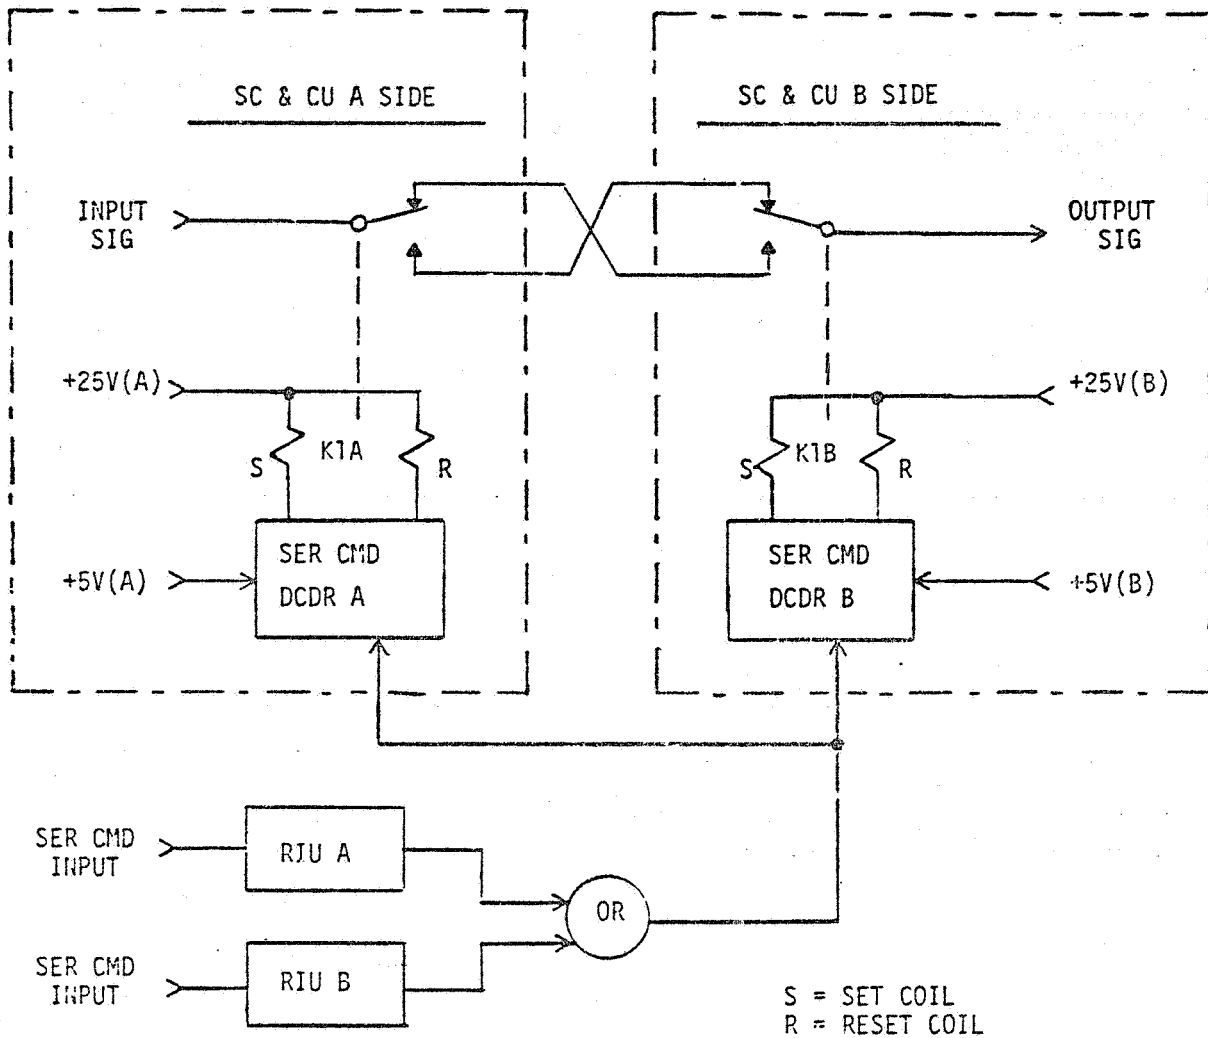 SC & CU A SIDE
SC & CU B SIDE
INPUT
SIG
OUTPUT
SIG
+25V(A)
+25V(B)
S
K1A
R
S
K1B
R
+5V(A)
SER CMD
DCDR A
SER CMD
DCDR B
+5V(B)
SER CMD
INPUT
RIU A
OR
SER CMD
INPUT
RIU B
S = SET COIL
R = RESET COIL